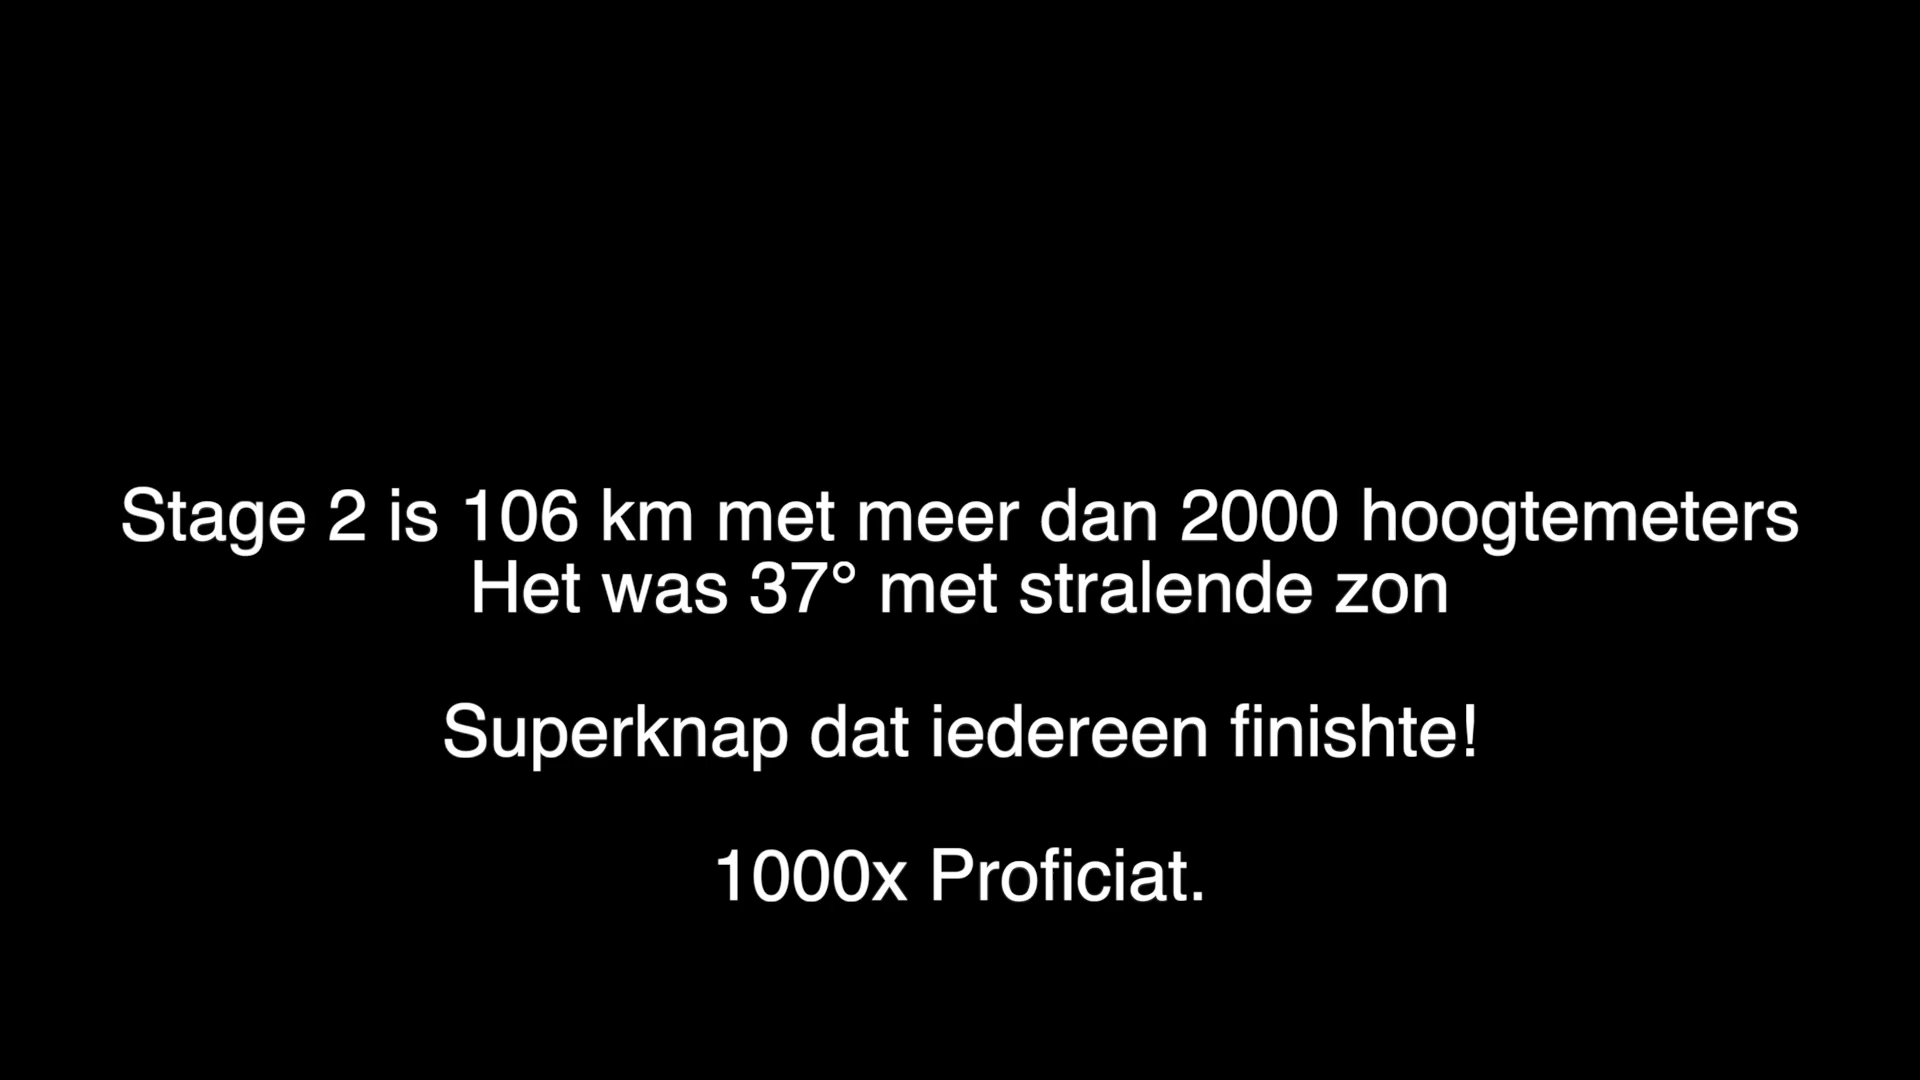 Stage 2 is 106 km met meer dan 2000 hoogtemeters
Het was 37° met stralende zon
Superknap dat iedereen finishte!
1000x Proficiat.